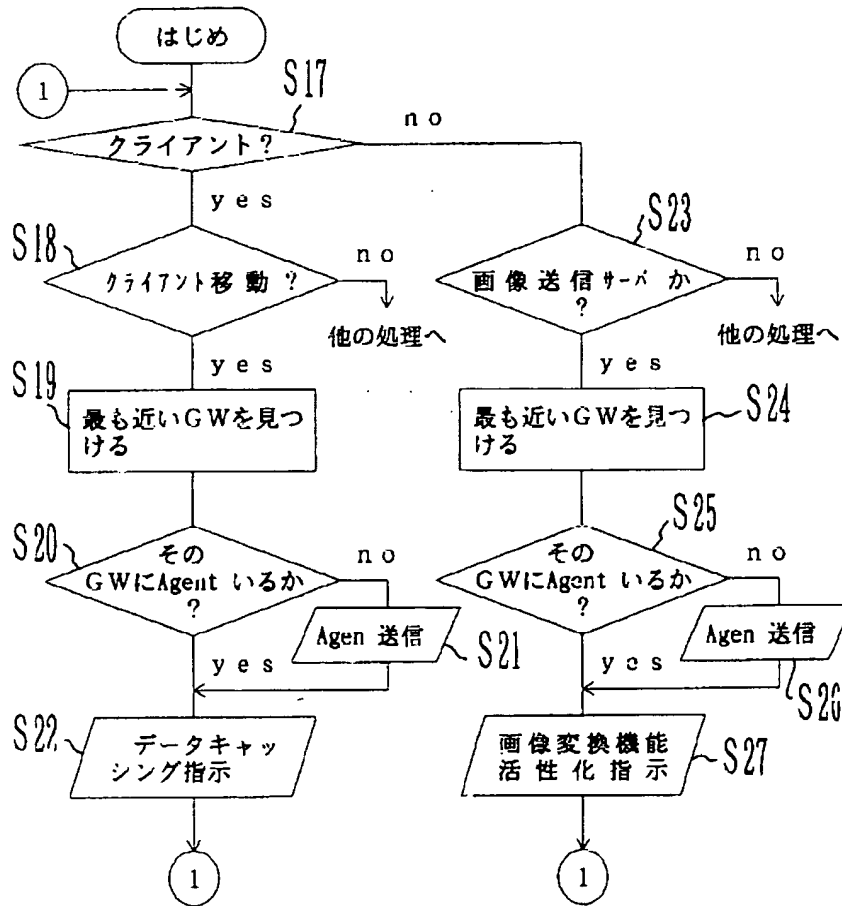 はじめ
1
S17
クライアント?
no
yes
S18
クライアント移動?
no
他の処理へ
yes
S19
最も近いGWを見つ
ける
S20
その
GWにAgent いるか
?
no
Agen 送信
S21
yes
S22
データキャッ
シング指示
1
S23
画像送信サーバか
?
no
他の処理へ
yes
S24
最も近いGWを見つ
ける
S25
その
GWにAgent いるか
?
no
Agen 送信
S26
yes
画像変換機能
活性化指示
S27
1